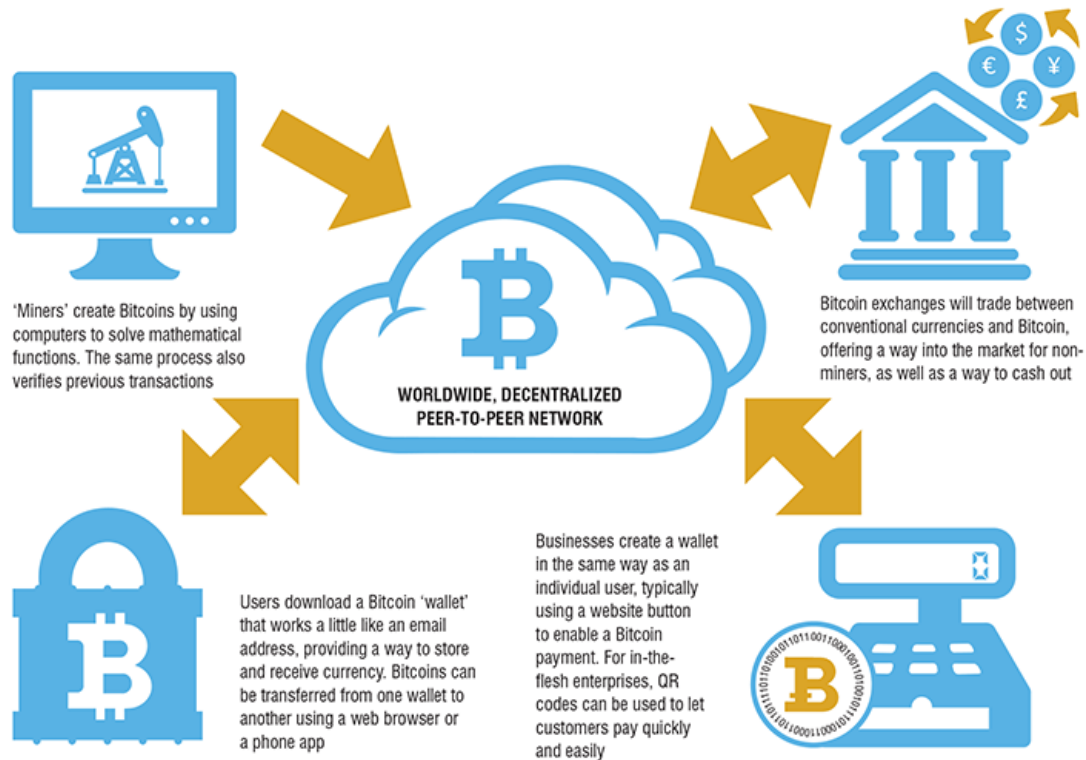 $
€
¥
£
'Miners' create Bitcoins by using
computers to solve mathematical
functions. The same process also
verifies previous transactions
WORLDWIDE, DECENTRALIZED
PEER-TO-PEER NETWORK
Bitcoin exchanges will trade between
conventional currencies and Bitcoin,
offering a way into the market for non-
miners, as well as a way to cash out
Users download a Bitcoin 'wallet'
that works a little like an email
address, providing a way to store
and receive currency. Bitcoins can
be transferred from one wallet to
another using a web browser or
a phone app
Businesses create a wallet
in the same way as an
individual user, typically
using a website button
to enable a Bitcoin
payment. For in-the-
flesh enterprises, QR
codes can be used to let
customers pay quickly
and easily
0